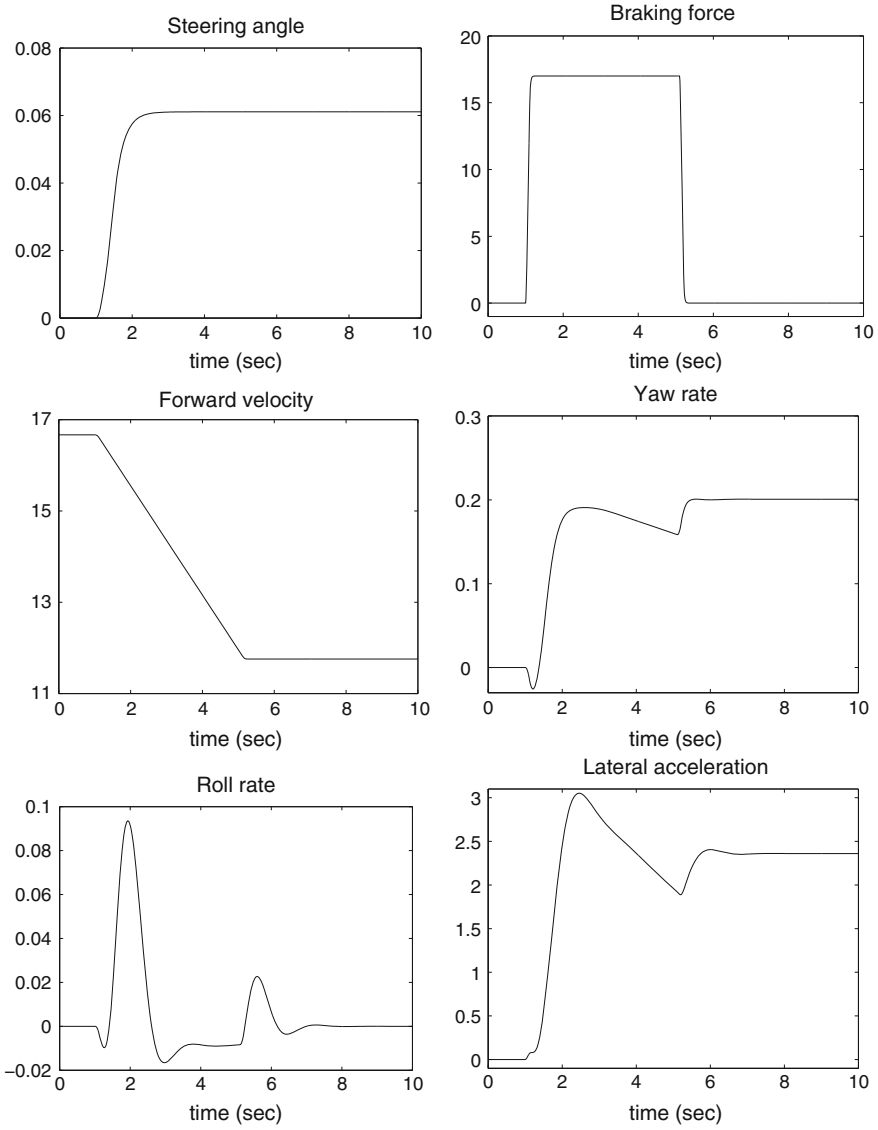 Steering angle
0.08
0.06
0.04
0.02
0
0 2 4 6 8 10
time (sec)
Braking force
20
15
10
5
0
0 2 4 6 8 10
time (sec)
Forward velocity
17
15
13
11
0 2 4 6 8 10
time (sec)
Yaw rate
0.3
0.2
0.1
0
0 2 4 6 8 10
time (sec)
Roll rate
0.1
0.08
0.06
0.04
0.02
0
−0.02
0 2 4 6 8 10
time (sec)
Lateral acceleration
3
2.5
2
1.5
1
0.5
0
0 2 4 6 8 10
time (sec)